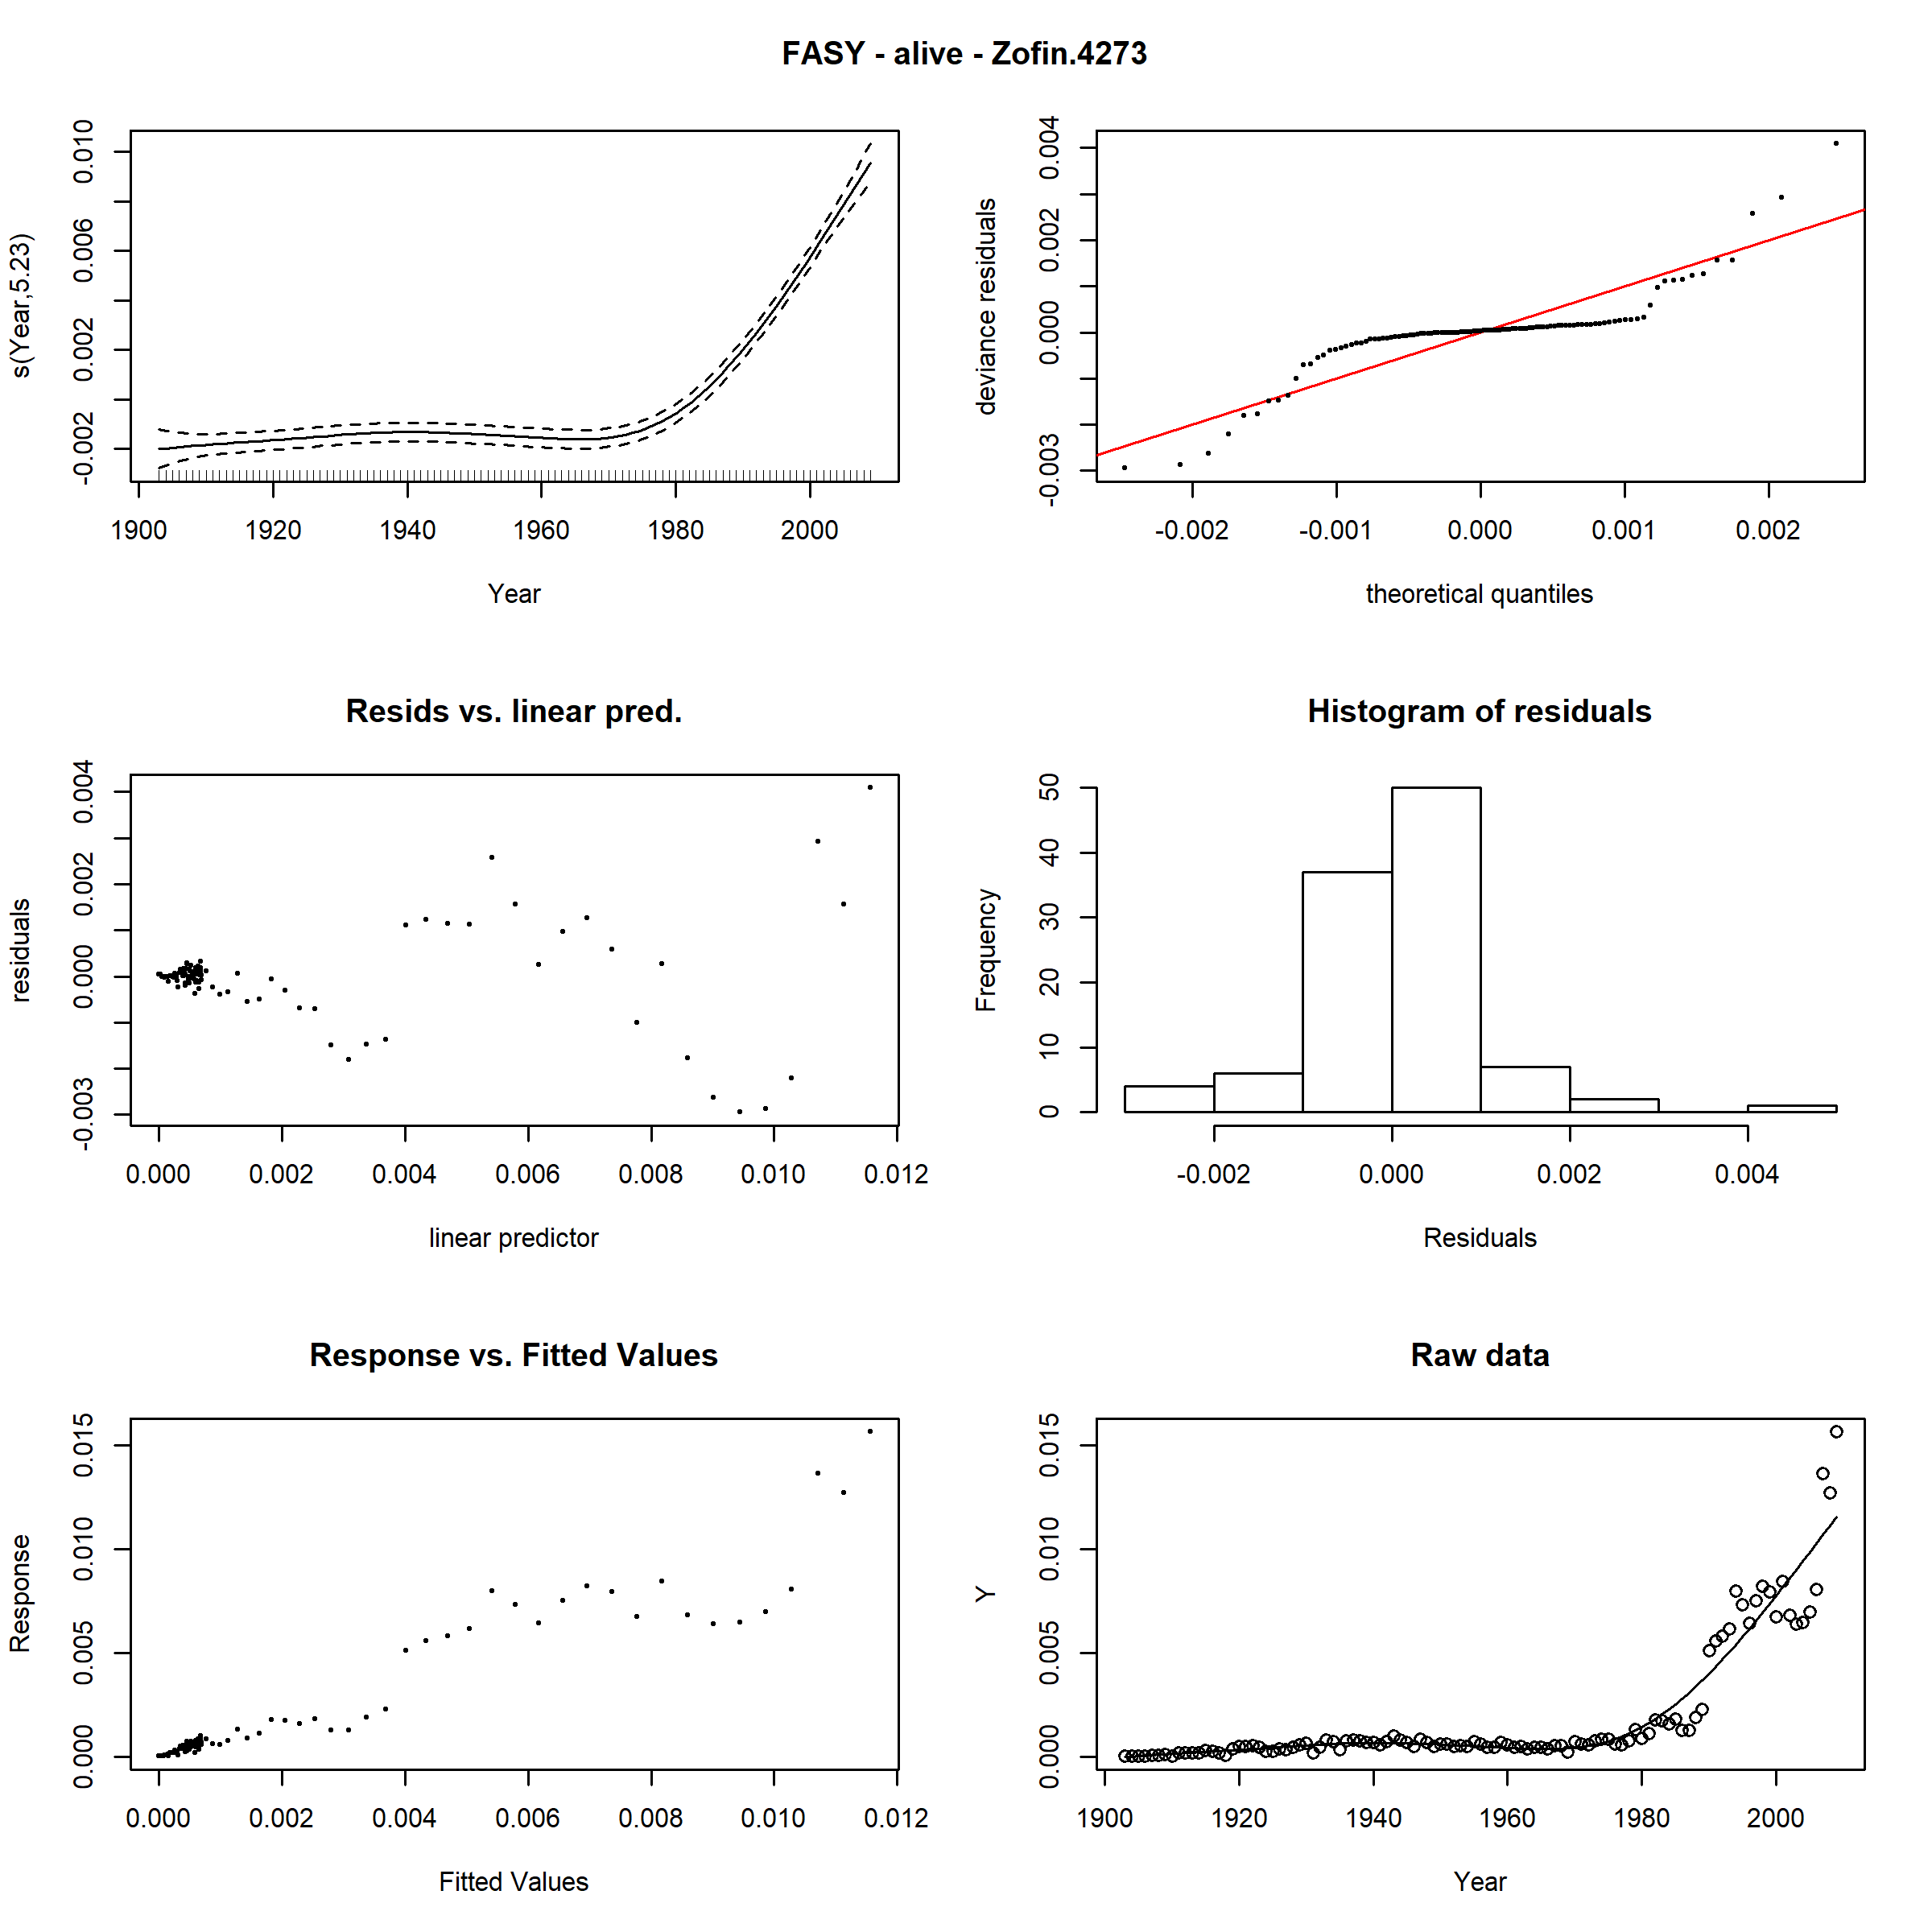 FASY - alive - Zofin.4273
s(Year,5.23)
-0.002 0.002 0.006 0.010
1900 1920 1940 1960 1980 2000
Year
deviance residuals
-0.003 0.000 0.002 0.004
-0.002 -0.001 0.000 0.001 0.002
theoretical quantiles
Resids vs. linear pred.
residuals
-0.003 0.000 0.002 0.004
0.000 0.002 0.004 0.006 0.008 0.010 0.012
linear predictor
Histogram of residuals
Frequency
0 10 20 30 40 50
-0.002 0.000 0.002 0.004
Residuals
Response vs. Fitted Values
Response
0.000 0.005 0.010 0.015
0.000 0.002 0.004 0.006 0.008 0.010 0.012
Fitted Values
Raw data
Y
0.000 0.005 0.010 0.015
1900 1920 1940 1960 1980 2000
Year